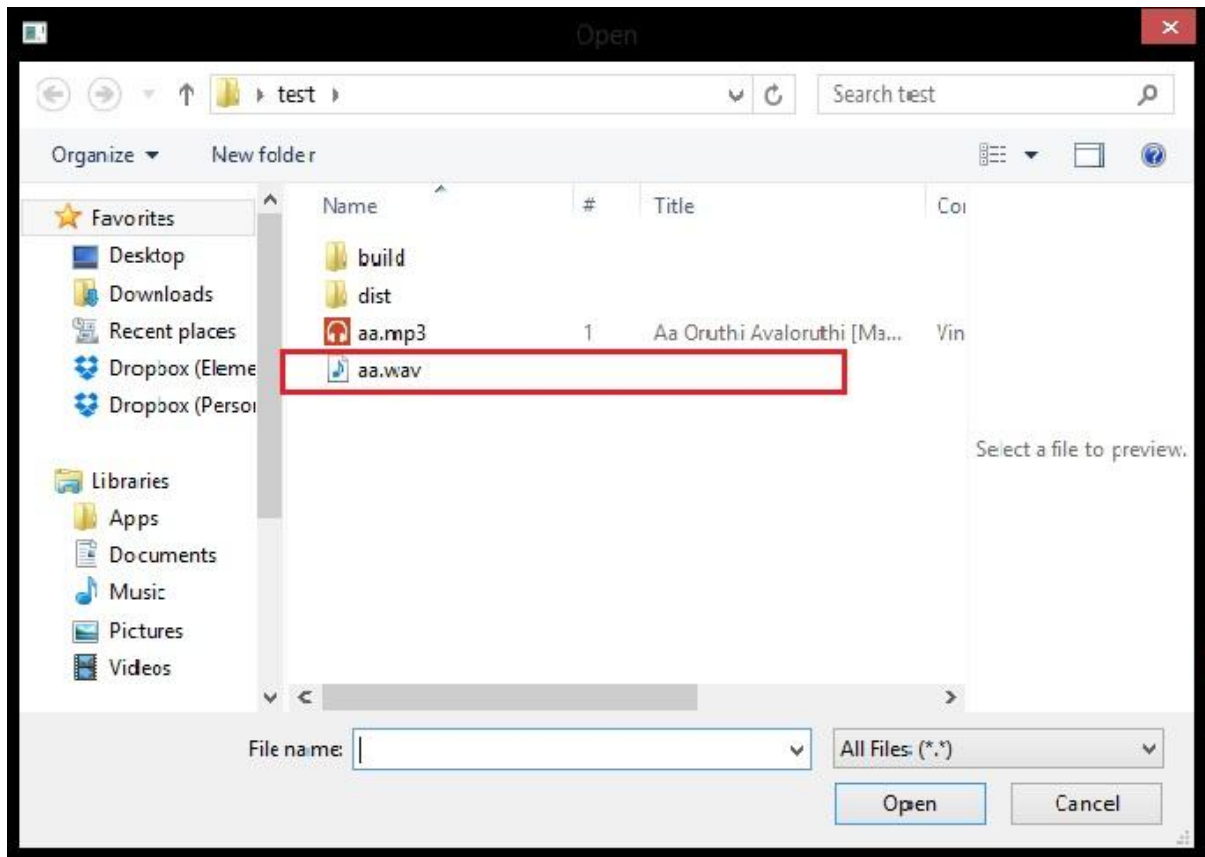 Open
test
Search test
Organize
New folder
Name
#
Title
Favorites
Desktop
Downloads
Recent places
Dropbox (Eleme
Dropbox (Person
Libraries
Apps
Documents
Music
Pictures
Videos
build
dist
aa.mp3 1 Aa Oruthi Avaloruthi [Ma... Vin
aa.wav
Select a file to preview.
File name:
All Files (*.*)
Open
Cancel